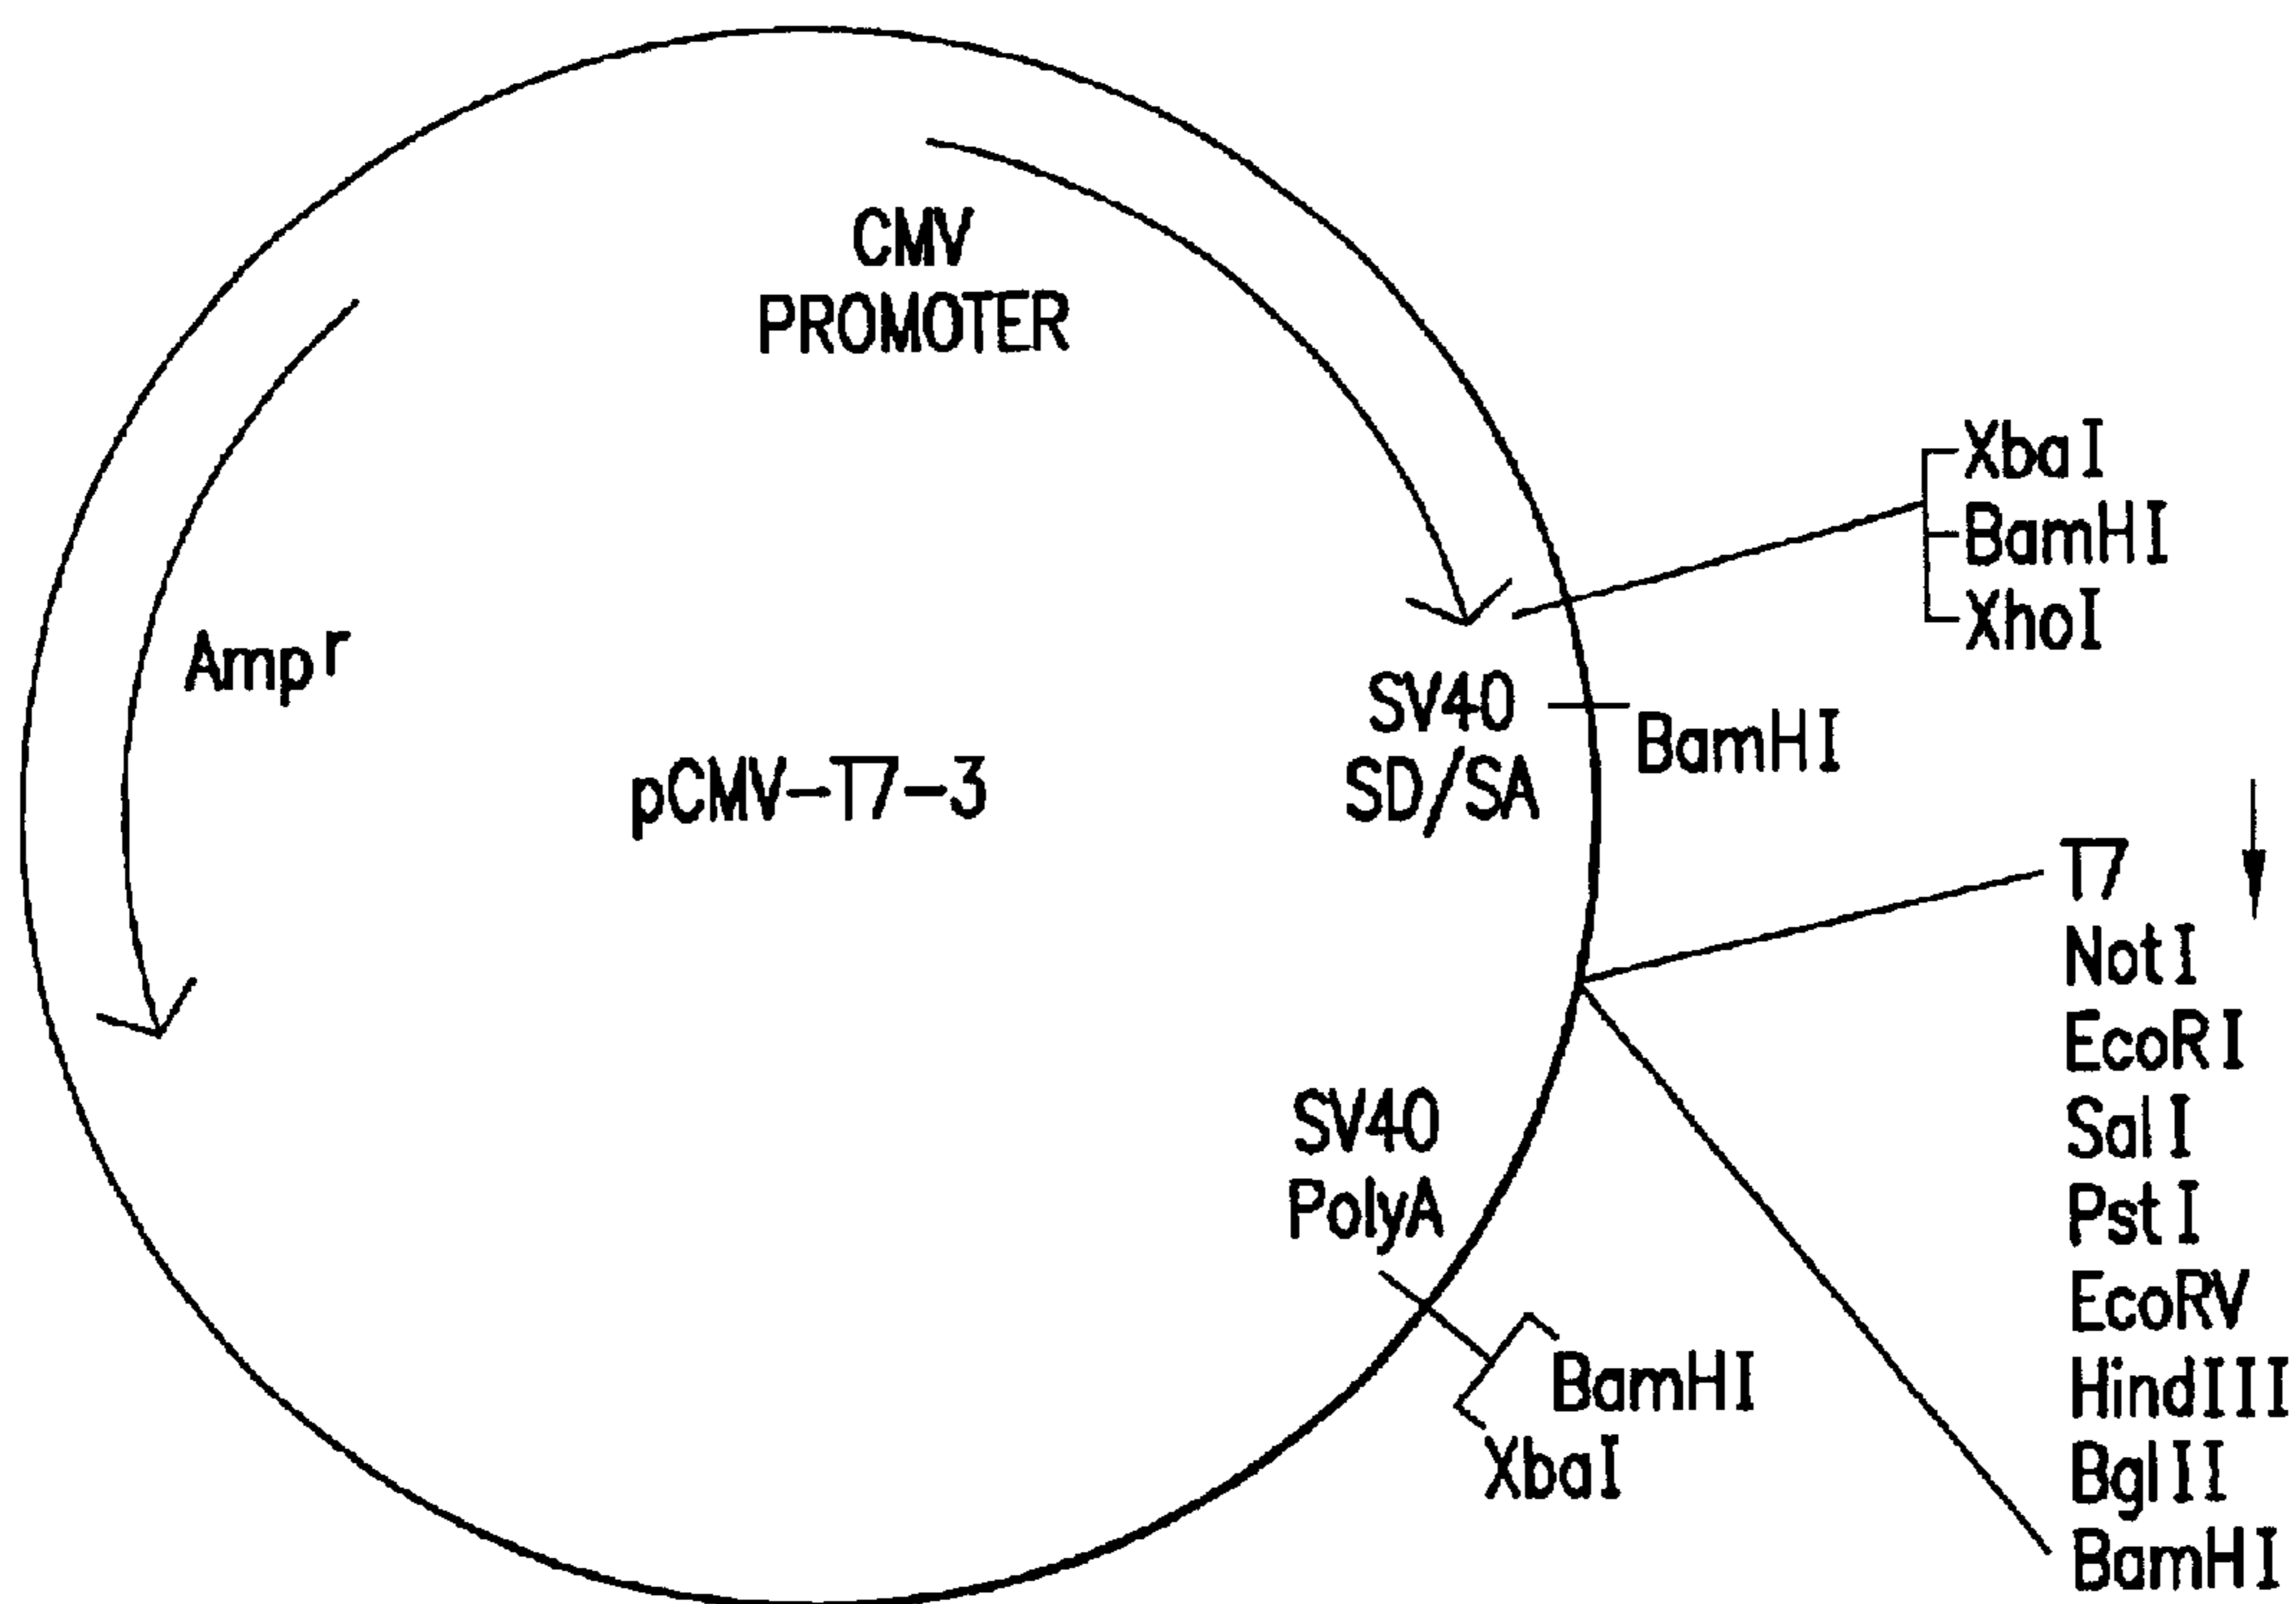 CMV
PROMOTER
XbaI
BamHI
XhoI
Ampr
SV40
SD/SA
BamHI
pCMV-T7-3
T7
NotI
EcoRI
SalI
PstI
EcoRV
HindIII
BglII
BamHI
SV40
PolyA
BamHI
XbaI